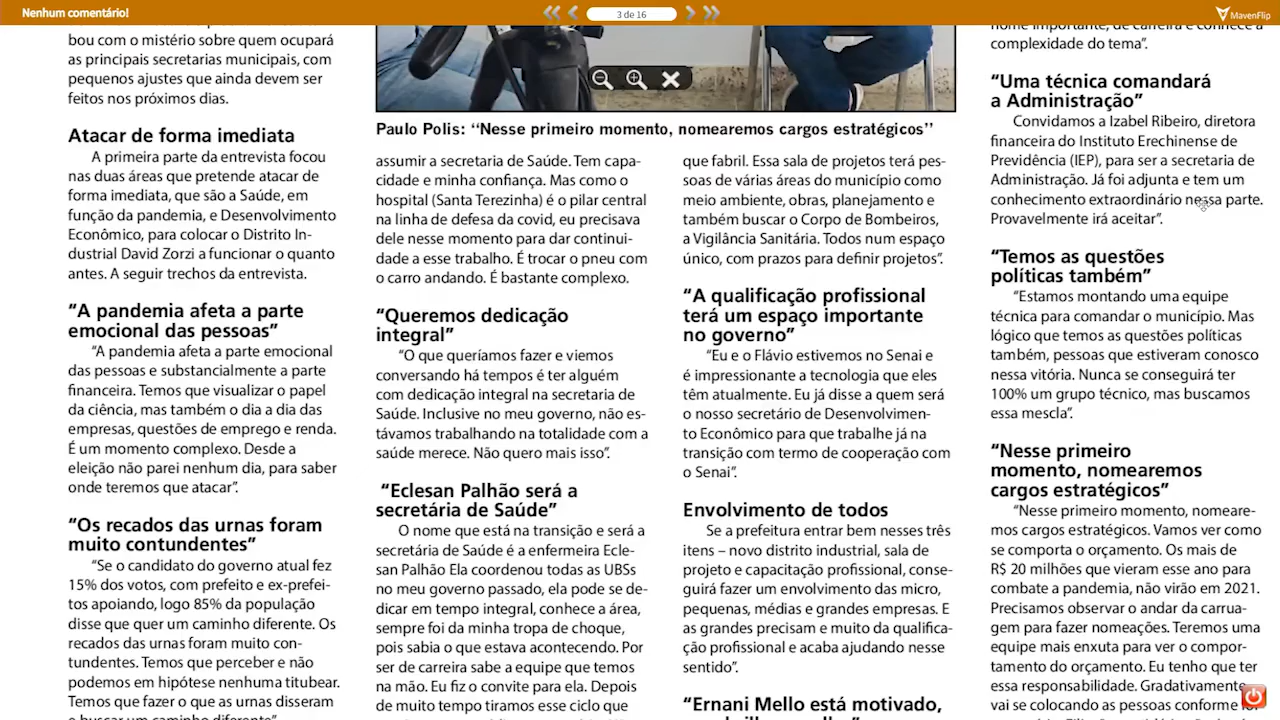 Nenhum comentário!
3 de 16
MavenFlip
bou com o mistério sobre quem ocupará
as principais secretarias municipais, com
pequenos ajustes que ainda devem ser
feitos nos próximos dias.
Atacar de forma imediata
A primeira parte da entrevista focou
nas duas áreas que pretende atacar de
forma imediata, que são a Saúde, em
função da pandemia, e Desenvolvimento
Econômico, para colocar o Distrito In-
dustrial David Zorzi a funcionar o quanto
antes. A seguir trechos da entrevista.
“A pandemia afeta a parte
emocional das pessoas”
“A pandemia afeta a parte emocional
das pessoas e substancialmente a parte
financeira. Temos que visualizar o papel
da ciência, mas também o dia a dia das
empresas, questões de emprego e renda.
É um momento complexo. Desde a
eleição não parei nenhum dia, para saber
onde teremos que atacar”.
“Os recados das urnas foram
muito contundentes”
“Se o candidato do governo atual fez
15% dos votos, com prefeito e ex-prefei-
tos apoiando, logo 85% da população
disse que quer um caminho diferente. Os
recados das urnas foram muito con-
tundentes. Temos que perceber e não
podemos em hipótese nenhuma titubear.
Temos que fazer o que as urnas disseram
e buscar um caminho diferente”
Paulo Polis: “Nesse primeiro momento, nomearemos cargos estratégicos”
assumir a secretaria de Saúde. Tem capa-
cidade e minha confiança. Mas como o
hospital (Santa Terezinha) é o pilar central
na linha de defesa da covid, eu precisava
dele nesse momento para dar continui-
dade a esse trabalho. É trocar o pneu com
o carro andando. É bastante complexo.
“Queremos dedicação
integral”
“O que queríamos fazer e viemos
conversando há tempos é ter alguém
com dedicação integral na secretaria de
Saúde. Inclusive no meu governo, não es-
távamos trabalhando na totalidade com a
saúde merece. Não quero mais isso”.
“Eclesan Palhão será a
secretária de Saúde”
O nome que está na transição e será a
secretária de Saúde é a enfermeira Ecle-
san Palhão Ela coordenou todas as UBSs
no meu governo passado, ela pode se de-
dicar em tempo integral, conhece a área,
sempre foi da minha tropa de choque,
pois sabia o que estava acontecendo. Por
ser de carreira sabe a equipe que temos
na mão. Eu fiz o convite para ela. Depois
de muito tempo tiramos esse ciclo que
que fabril. Essa sala de projetos terá pes-
soas de várias áreas do município como
meio ambiente, obras, planejamento e
também buscar o Corpo de Bombeiros,
a Vigilância Sanitária. Todos num espaço
único, com prazos para definir projetos”.
“A qualificação profissional
terá um espaço importante
no governo”
“Eu e o Flávio estivemos no Senai e
é impressionante a tecnologia que eles
têm atualmente. Eu já disse a quem será
o nosso secretário de Desenvolvimen-
to Econômico para que trabalhe já na
transição com termo de cooperação com
o Senai”.
Envolvimento de todos
Se a prefeitura entrar bem nesses três
itens – novo distrito industrial, sala de
projeto e capacitação profissional, conse-
guirá fazer um envolvimento das micro,
pequenas, médias e grandes empresas. E
as grandes precisam e muito da qualifica-
ção profissional e acaba ajudando nesse
sentido”.
“Ernani Mello está motivado,
nome importante, de carreira e conhece a
complexidade do tema”.
“Uma técnica comandará
a Administração”
Convidamos a Izabel Ribeiro, diretora
financeira do Instituto Erechinense de
Previdência (IEP), para ser a secretaria de
Administração. Já foi adjunta e tem um
conhecimento extraordinário nessa parte.
Provavelmente irá aceitar”.
“Temos as questões
políticas também”
“Estamos montando uma equipe
técnica para comandar o município. Mas
lógico que temos as questões políticas
também, pessoas que estiveram conosco
nessa vitória. Nunca se conseguirá ter
100% um grupo técnico, mas buscamos
essa mescla”.
“Nesse primeiro
momento, nomearemos
cargos estratégicos”
“Nesse primeiro momento, nomeare-
mos cargos estratégicos. Vamos ver como
se comporta o orçamento. Os mais de
R$ 20 milhões que vieram esse ano para
combate a pandemia, não virão em 2021.
Precisamos observar o andar da carrua-
gem para fazer nomeações. Teremos uma
equipe mais enxuta para ver o compor-
tamento do orçamento. Eu tenho que ter
essa responsabilidade. Gradativamente
vai se colocando as pessoas conforme